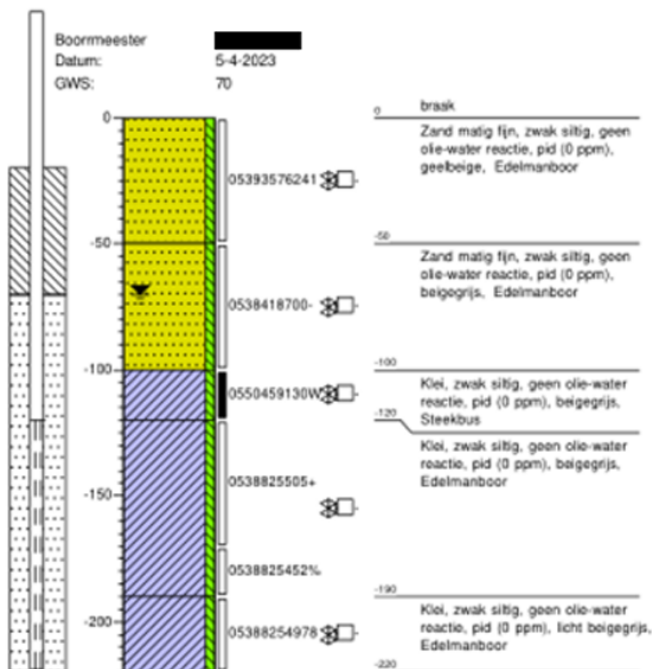 Boormeester
Datum: 5-4-2023
GWS: 70
0
-50
-100
-150
-200
05393576241
0538418700-
0550459130W
0538825505+
0538825452%
05388254978
0 braak
Zand matig fijn, zwak siltig, geen
olie-water reactie, pid (0 ppm),
geelbeige, Edelmanboor
-50
Zand matig fijn, zwak siltig, geen
olie-water reactie, pid (0 ppm),
beigegrijs, Edelmanboor
-100
Klei, zwak siltig, geen olie-water
reactie, pid (0 ppm), beigegrijs,
Steekbus
-120
Klei, zwak siltig, geen olie-water
reactie, pid (0 ppm), beigegrijs,
Edelmanboor
-190
Klei, zwak siltig, geen olie-water
reactie, pid (0 ppm), licht beigegrijs,
Edelmanboor
-220